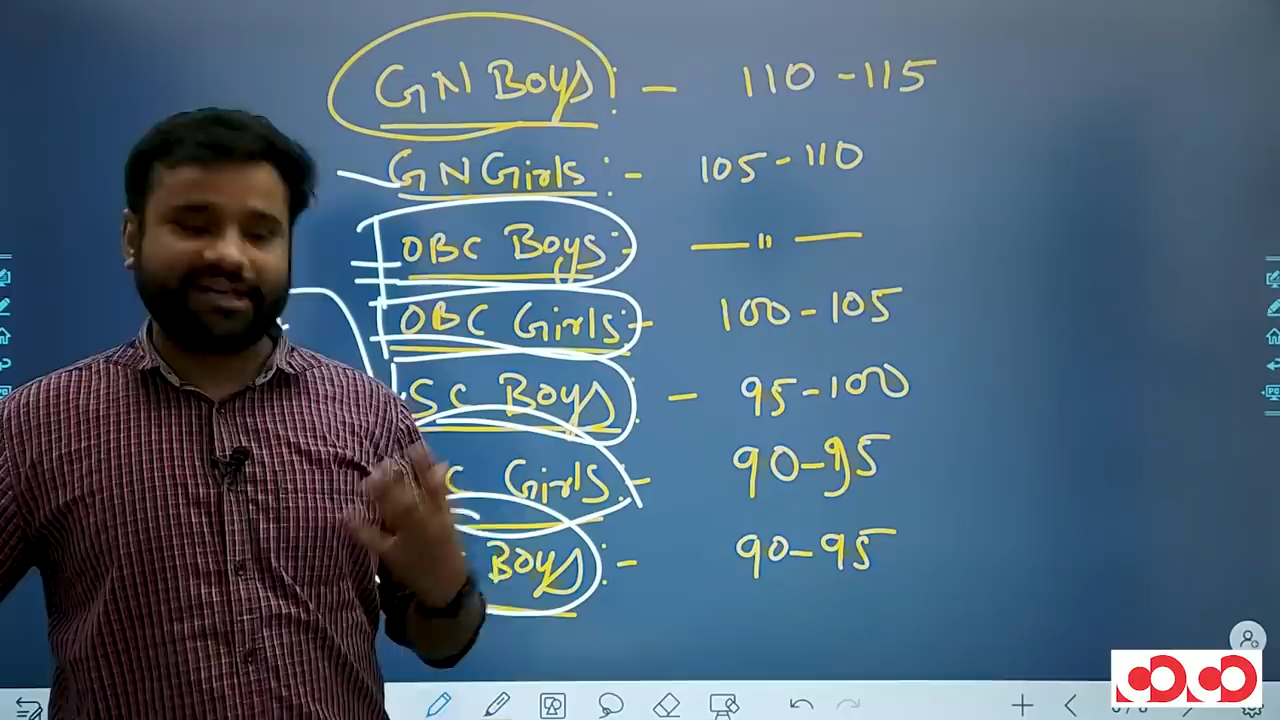 GN Boys :- 110-115
GN Girls :- 105-110
OBC Boys :- — " —
OBC Girls :- 100-105
SC Boys :- 95-100
C Girls :- 90-95
Boys :- 90-95